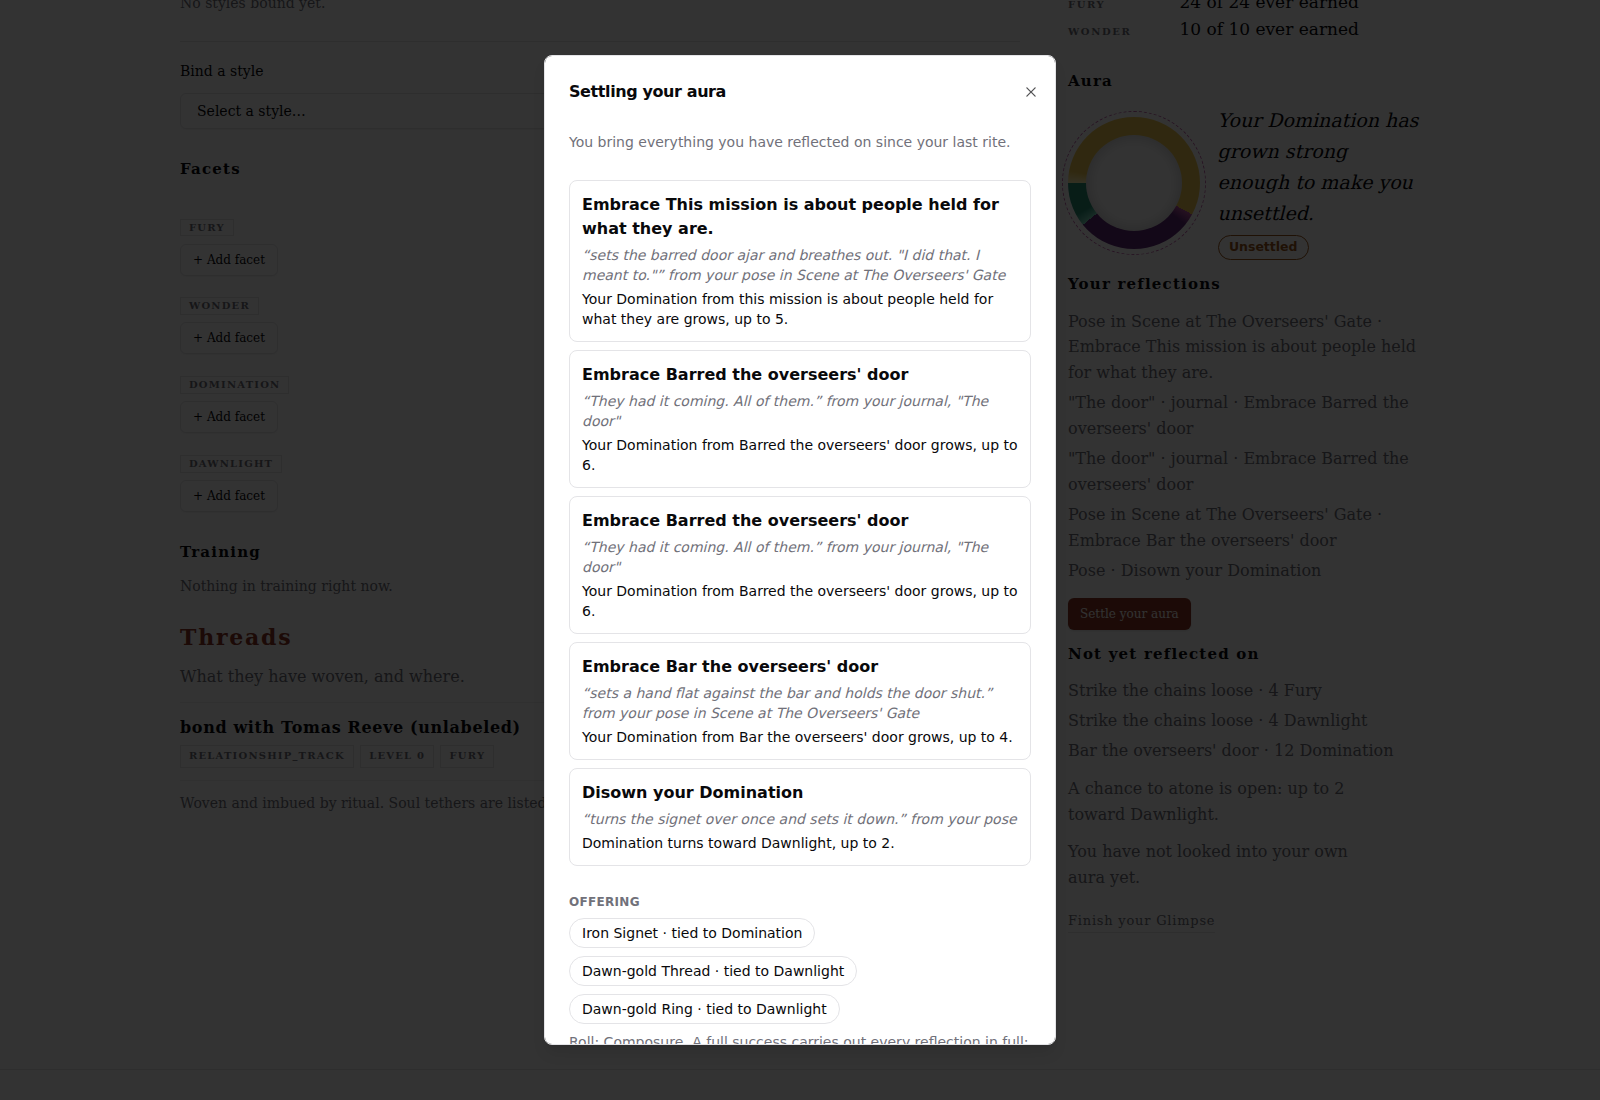 No styles bound yet.
Bind a style
Select a style...
Facets
FURY
+ Add facet
WONDER
+ Add facet
DOMINATION
+ Add facet
DAWNLIGHT
+ Add facet
Training
Nothing in training right now.
Threads
What they have woven, and where.
bond with Tomas Reeve (unlabeled)
RELATIONSHIP_TRACK LEVEL 0 FURY
Woven and imbued by ritual. Soul tethers are listed
Settling your aura
You bring everything you have reflected on since your last rite.
Embrace This mission is about people held for
what they are.
“sets the barred door ajar and breathes out. "I did that. I
meant to."” from your pose in Scene at The Overseers' Gate
Your Domination from this mission is about people held for
what they are grows, up to 5.
Embrace Barred the overseers' door
“They had it coming. All of them.” from your journal, "The
door"
Your Domination from Barred the overseers' door grows, up to
6.
Embrace Barred the overseers' door
“They had it coming. All of them.” from your journal, "The
door"
Your Domination from Barred the overseers' door grows, up to
6.
Embrace Bar the overseers' door
“sets a hand flat against the bar and holds the door shut.”
from your pose in Scene at The Overseers' Gate
Your Domination from Bar the overseers' door grows, up to 4.
Disown your Domination
“turns the signet over once and sets it down.” from your pose
Domination turns toward Dawnlight, up to 2.
OFFERING
Iron Signet · tied to Domination
Dawn-gold Thread · tied to Dawnlight
Dawn-gold Ring · tied to Dawnlight
Roll: Composure. A full success carries out every reflection in full;
FURY 24 of 24 ever earned
WONDER 10 of 10 ever earned
Aura
Your Domination has
grown strong
enough to make you
unsettled.
Unsettled
Your reflections
Pose in Scene at The Overseers' Gate ·
Embrace This mission is about people held
for what they are.
"The door" · journal · Embrace Barred the
overseers' door
"The door" · journal · Embrace Barred the
overseers' door
Pose in Scene at The Overseers' Gate ·
Embrace Bar the overseers' door
Pose · Disown your Domination
Settle your aura
Not yet reflected on
Strike the chains loose · 4 Fury
Strike the chains loose · 4 Dawnlight
Bar the overseers' door · 12 Domination
A chance to atone is open: up to 2
toward Dawnlight.
You have not looked into your own
aura yet.
Finish your Glimpse